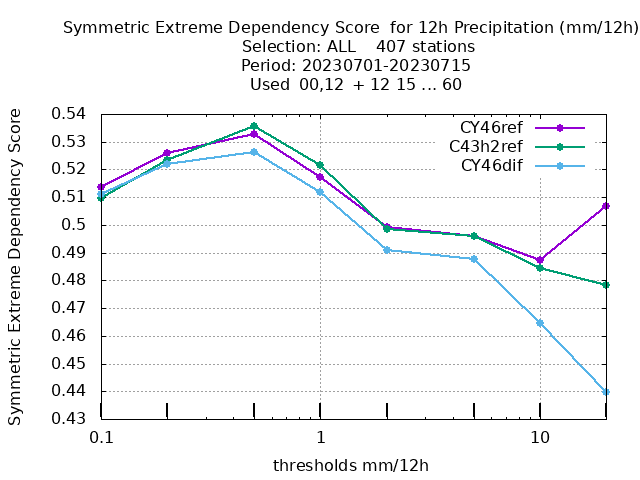 Symmetric Extreme Dependency Score  for 12h Precipitation (mm/12h)
Selection: ALL    407 stations
Period: 20230701-20230715
Used  00,12  + 12 15 ... 60
Symmetric Extreme Dependency Score
0.54
0.53
0.52
0.51
0.5
0.49
0.48
0.47
0.46
0.45
0.44
0.43
CY46ref
C43h2ref
CY46dif
0.1
1
10
thresholds mm/12h